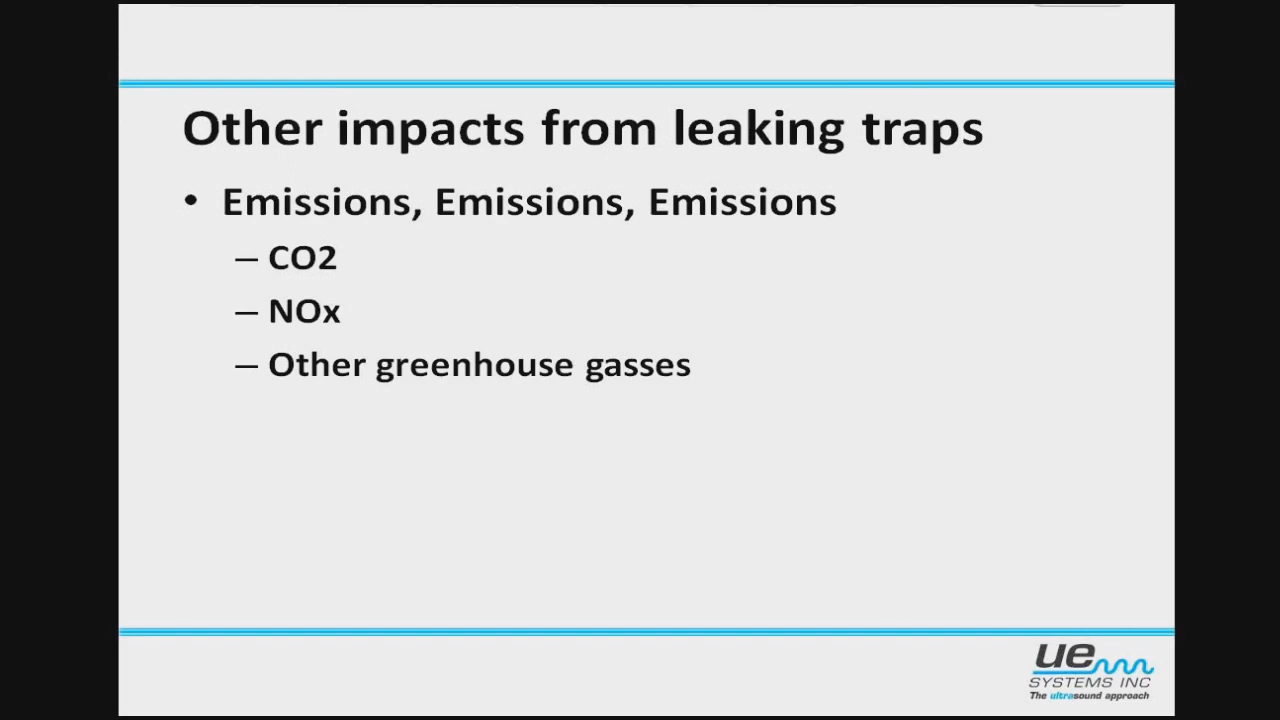 Other impacts from leaking traps
• Emissions, Emissions, Emissions
– CO2
– NOx
– Other greenhouse gasses
ue
SYSTEMS INC
The ultrasound approach